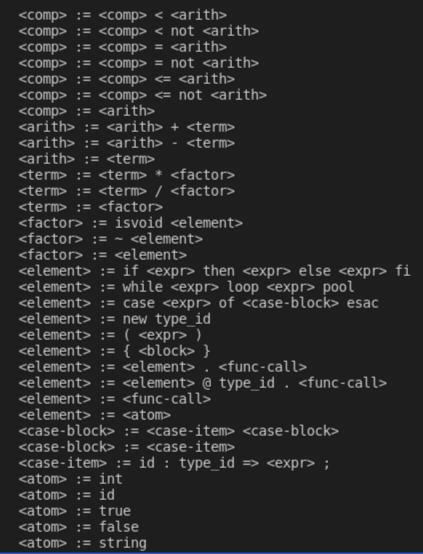 <comp> := <comp> < <arith>
<comp> := <comp> < not <arith>
<comp> := <comp> = <arith>
<comp> := <comp> = not <arith>
<comp> := <comp> <= <arith>
<comp> := <comp> <= not <arith>
<comp> := <arith>
<arith> := <arith> + <term>
<arith> := <arith> - <term>
<arith> := <term>
<term> := <term> * <factor>
<term> := <term> / <factor>
<term> := <factor>
<factor> := isvoid <element>
<factor> := ~ <element>
<factor> := <element>
<element> := if <expr> then <expr> else <expr> fi
<element> := while <expr> loop <expr> pool
<element> := case <expr> of <case-block> esac
<element> := new type_id
<element> := ( <expr> )
<element> := { <block> }
<element> := <element> . <func-call>
<element> := <element> @ type_id . <func-call>
<element> := <func-call>
<element> := <atom>
<case-block> := <case-item> <case-block>
<case-block> := <case-item>
<case-item> := id : type_id => <expr> ;
<atom> := int
<atom> := id
<atom> := true
<atom> := false
<atom> := string